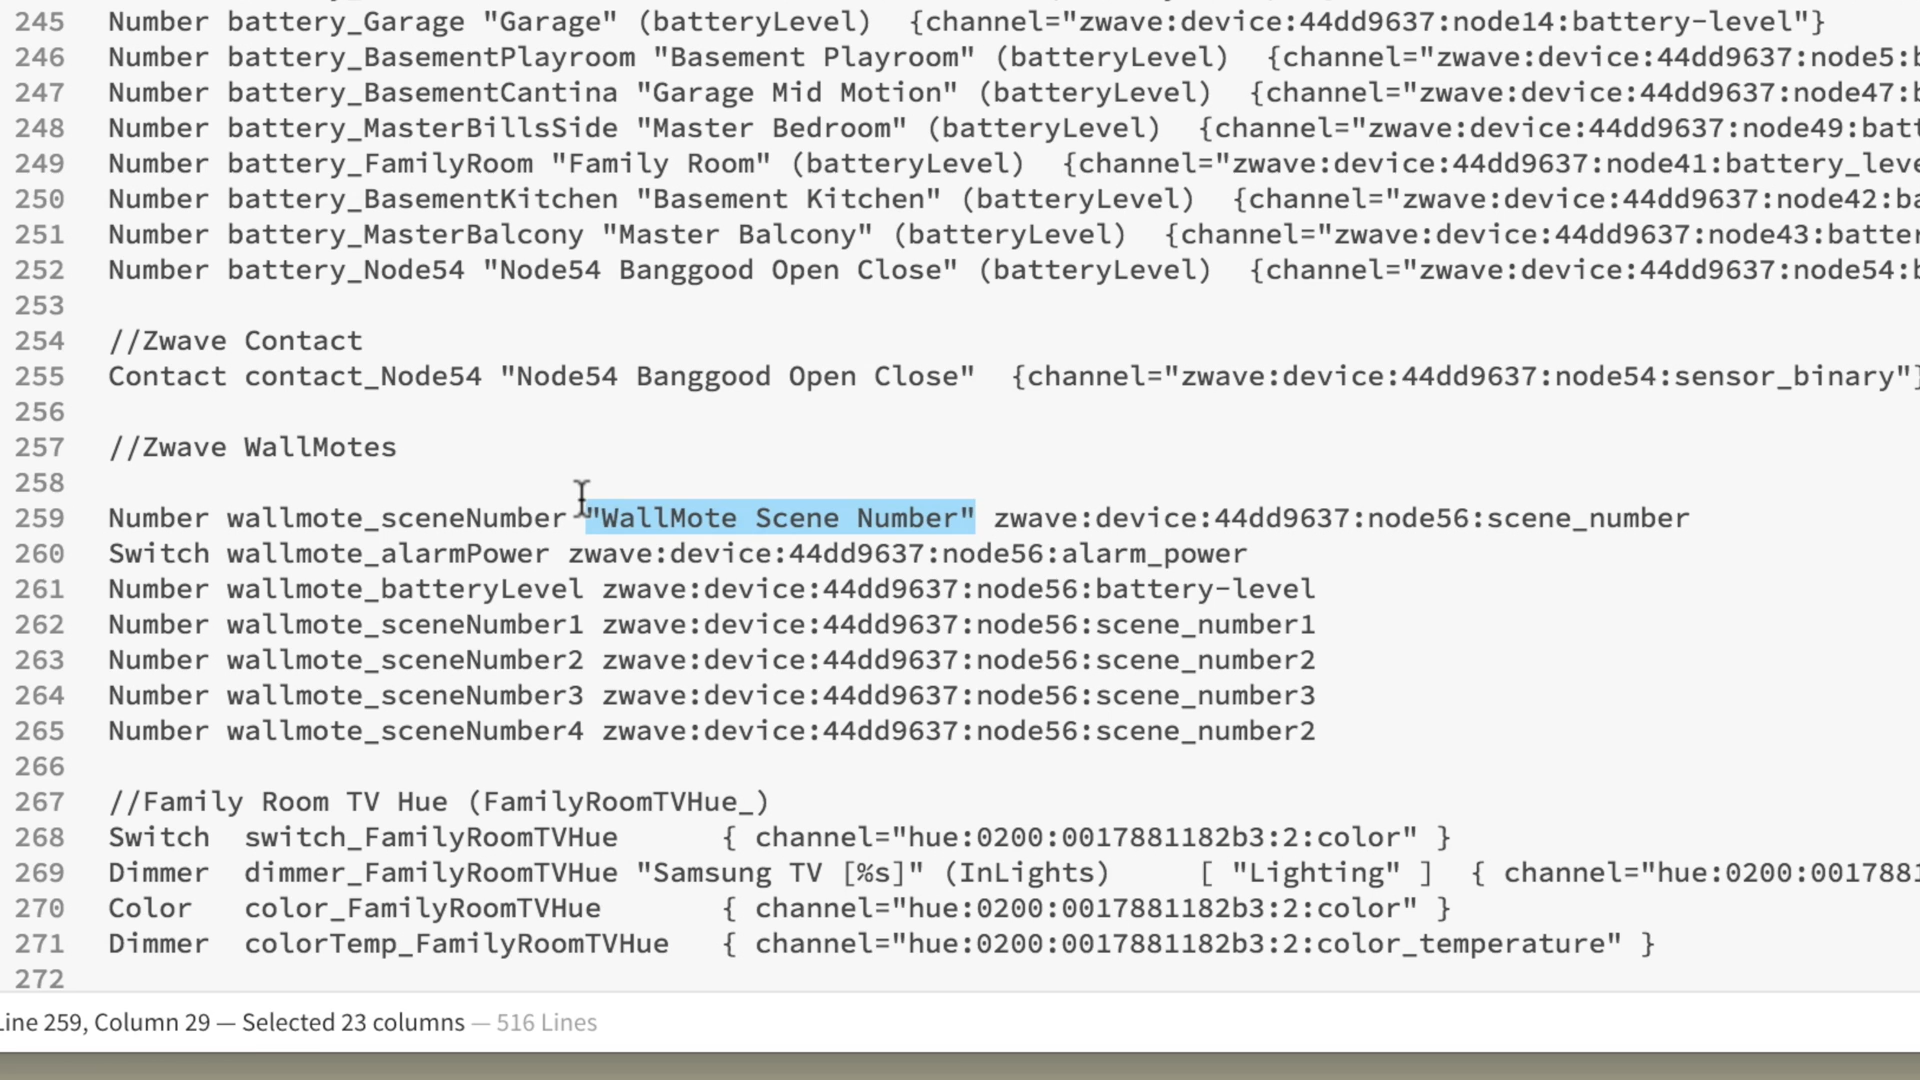 245 Number battery_Garage "Garage" (batteryLevel) {channel="zwave:device:44dd9637:node14:battery-level"}
246 Number battery_BasementPlayroom "Basement Playroom" (batteryLevel) {channel="zwave:device:44dd9637:node5:b
247 Number battery_BasementCantina "Garage Mid Motion" (batteryLevel) {channel="zwave:device:44dd9637:node47:b
248 Number battery_MasterBillsSide "Master Bedroom" (batteryLevel) {channel="zwave:device:44dd9637:node49:batt
249 Number battery_FamilyRoom "Family Room" (batteryLevel) {channel="zwave:device:44dd9637:node41:battery_leve
250 Number battery_BasementKitchen "Basement Kitchen" (batteryLevel) {channel="zwave:device:44dd9637:node42:ba
251 Number battery_MasterBalcony "Master Balcony" (batteryLevel) {channel="zwave:device:44dd9637:node43:batter
252 Number battery_Node54 "Node54 Banggood Open Close" (batteryLevel) {channel="zwave:device:44dd9637:node54:b
253
254 //Zwave Contact
255 Contact contact_Node54 "Node54 Banggood Open Close" {channel="zwave:device:44dd9637:node54:sensor_binary"}
256
257 //Zwave WallMotes
258
259 Number wallmote_sceneNumber "WallMote Scene Number" zwave:device:44dd9637:node56:scene_number
260 Switch wallmote_alarmPower zwave:device:44dd9637:node56:alarm_power
261 Number wallmote_batteryLevel zwave:device:44dd9637:node56:battery-level
262 Number wallmote_sceneNumber1 zwave:device:44dd9637:node56:scene_number1
263 Number wallmote_sceneNumber2 zwave:device:44dd9637:node56:scene_number2
264 Number wallmote_sceneNumber3 zwave:device:44dd9637:node56:scene_number3
265 Number wallmote_sceneNumber4 zwave:device:44dd9637:node56:scene_number2
266
267 //Family Room TV Hue (FamilyRoomTVHue_)
268 Switch switch_FamilyRoomTVHue { channel="hue:0200:0017881182b3:2:color" }
269 Dimmer dimmer_FamilyRoomTVHue "Samsung TV [%s]" (InLights) [ "Lighting" ] { channel="hue:0200:00178811
270 Color color_FamilyRoomTVHue { channel="hue:0200:0017881182b3:2:color" }
271 Dimmer colorTemp_FamilyRoomTVHue { channel="hue:0200:0017881182b3:2:color_temperature" }
272
Line 259, Column 29 — Selected 23 columns — 516 Lines